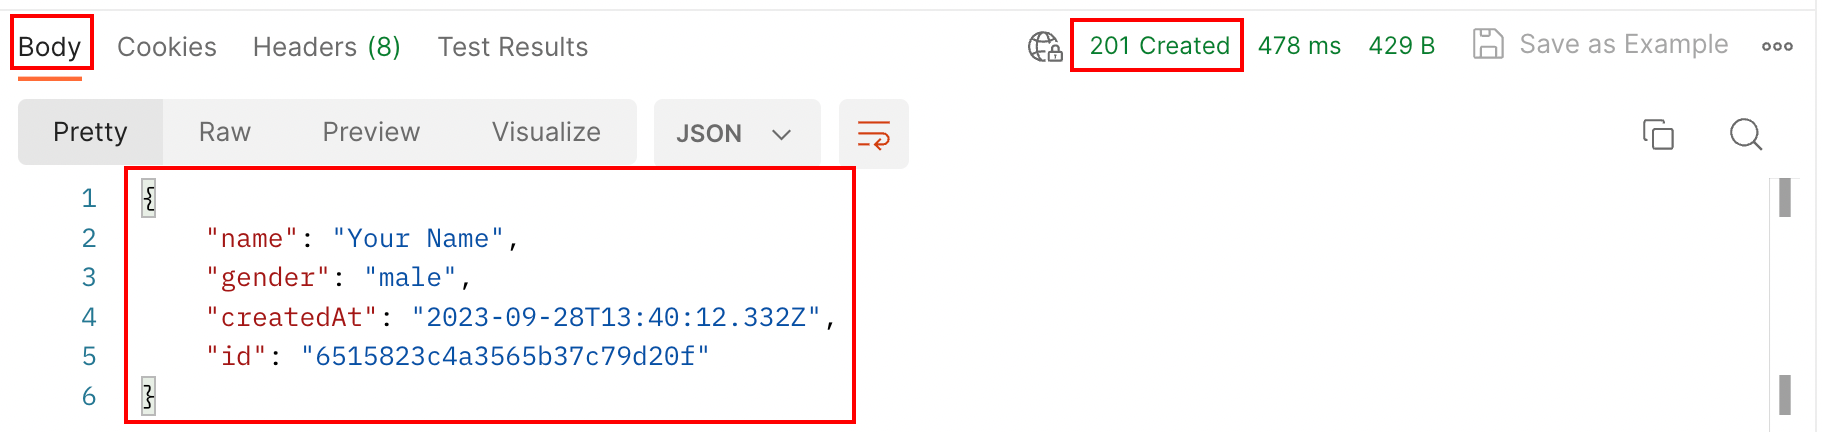 Body Cookies Headers (8) Test Results 201 Created 478 ms 429 B Save as Example
Pretty Raw Preview Visualize JSON
1 {
2 "name": "Your Name",
3 "gender": "male",
4 "createdAt": "2023-09-28T13:40:12.332Z",
5 "id": "6515823c4a3565b37c79d20f"
6 }